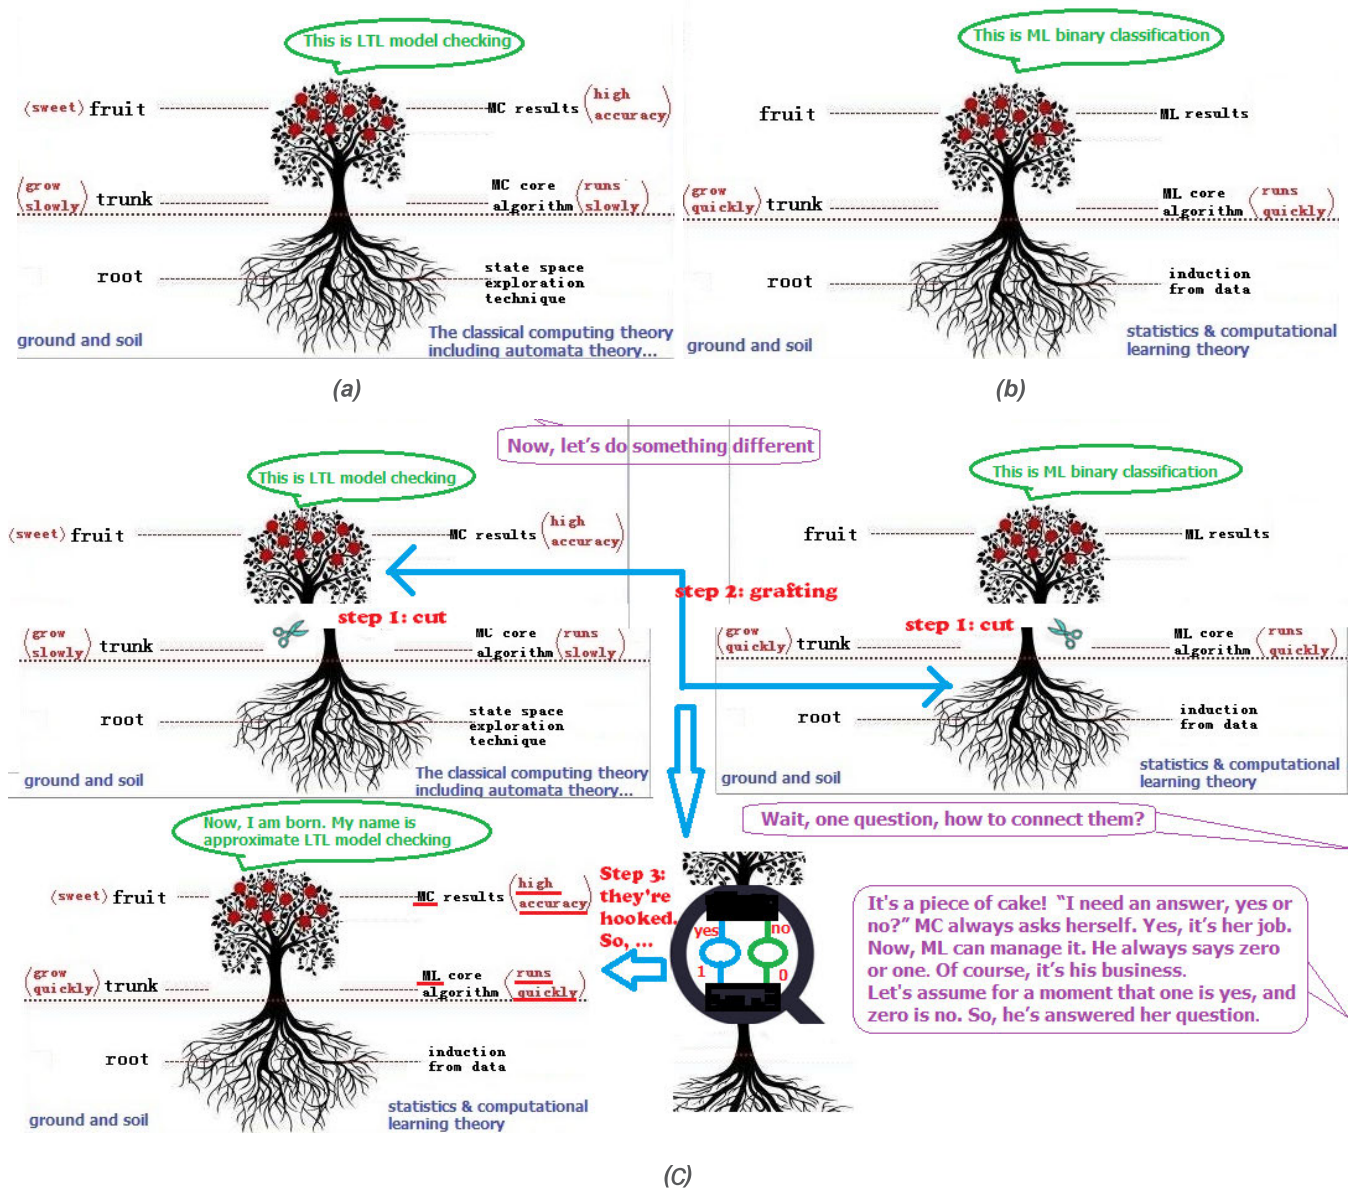 This is LTL model checking
(sweet) fruit
MC results (high accuracy)
(grow slowly) trunk
MC core algorithm (runs slowly)
root
state space
exploration
technique
ground and soil
The classical computing theory
including automata theory...
(a)
This is ML binary classification
fruit
ML results
(grow quickly) trunk
ML core algorithm (runs quickly)
root
induction
from data
ground and soil
statistics & computational
learning theory
(b)
Now, let's do something different
This is LTL model checking
(sweet) fruit
MC results (high accuracy)
step 1: cut
(grow slowly) trunk
MC core algorithm (runs slowly)
root
state space
exploration
technique
ground and soil
The classical computing theory
including automata theory...
step 2: grafting
This is ML binary classification
fruit
ML results
step 1: cut
(grow quickly) trunk
ML core algorithm (runs quickly)
root
induction
from data
ground and soil
statistics & computational
learning theory
Wait, one question, how to connect them?
It's a piece of cake! “I need an answer, yes or
no?” MC always asks herself. Yes, it's her job.
Now, ML can manage it. He always says zero
or one. Of course, it's his business.
Let's assume for a moment that one is yes, and
zero is no. So, he's answered her question.
yes no
1 0
Step 3:
they're
hooked.
So, ...
Now, I am born. My name is
approximate LTL model checking
(sweet) fruit
MC results (high accuracy)
(grow quickly) trunk
ML core algorithm (runs quickly)
root
induction
from data
ground and soil
statistics & computational
learning theory
(C)